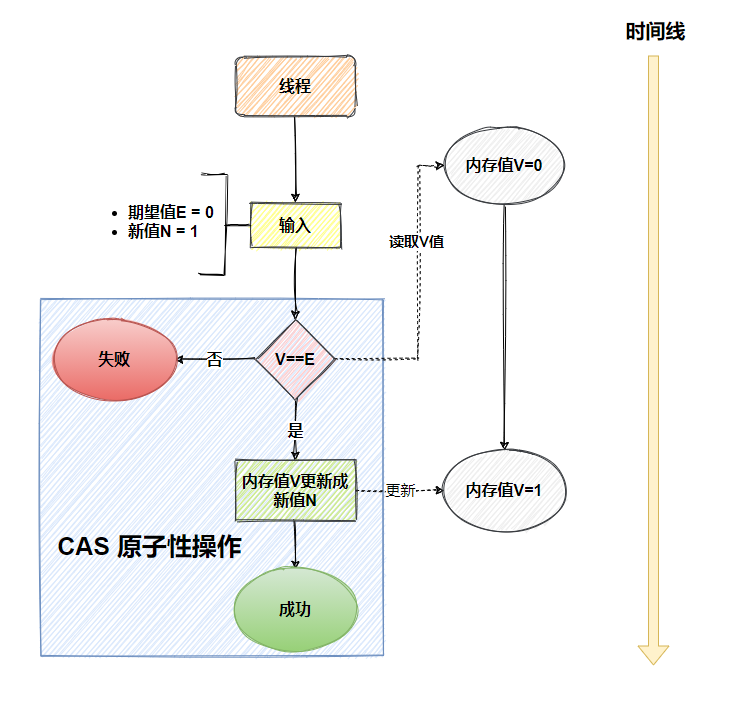 时间线
线程
内存值V=0
期望值E = 0
新值N = 1
输入
读取V值
失败
否
V==E
是
内存值V更新成
新值N
更新
内存值V=1
CAS 原子性操作
成功